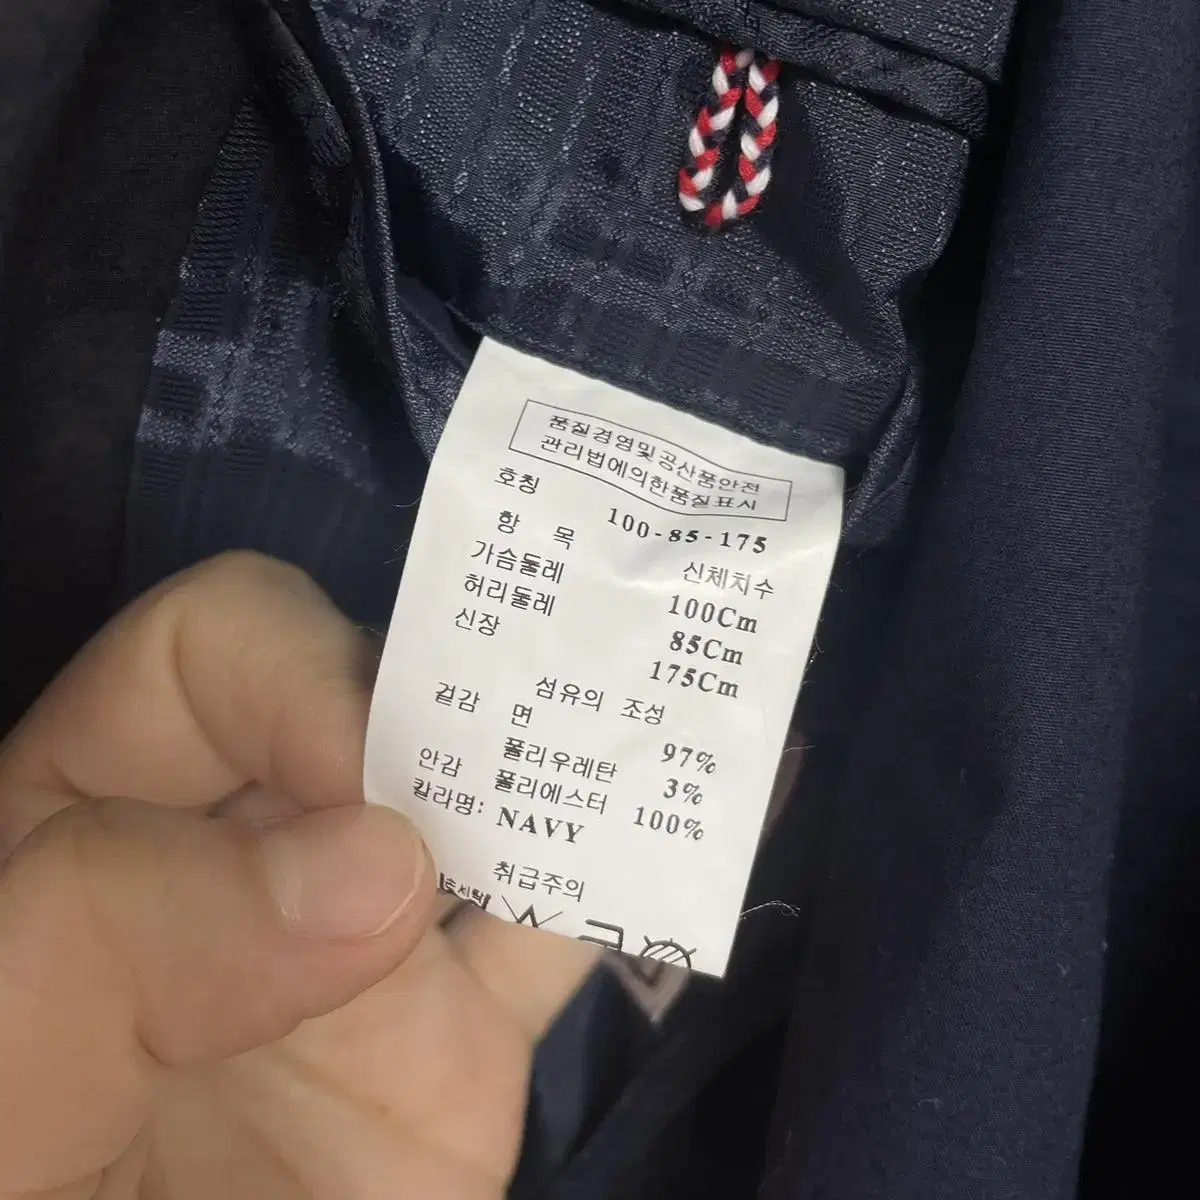 품질경영및공산품안전
관리법에의한품질표시
호칭 100-85-175
항 목 신체치수
가슴둘레 100Cm
허리둘레 85Cm
신장 175Cm
섬유의 조성
겉감 면 97%
폴리우레탄 3%
안감 폴리에스터 100%
칼라명: NAVY
취급주의
손세탁